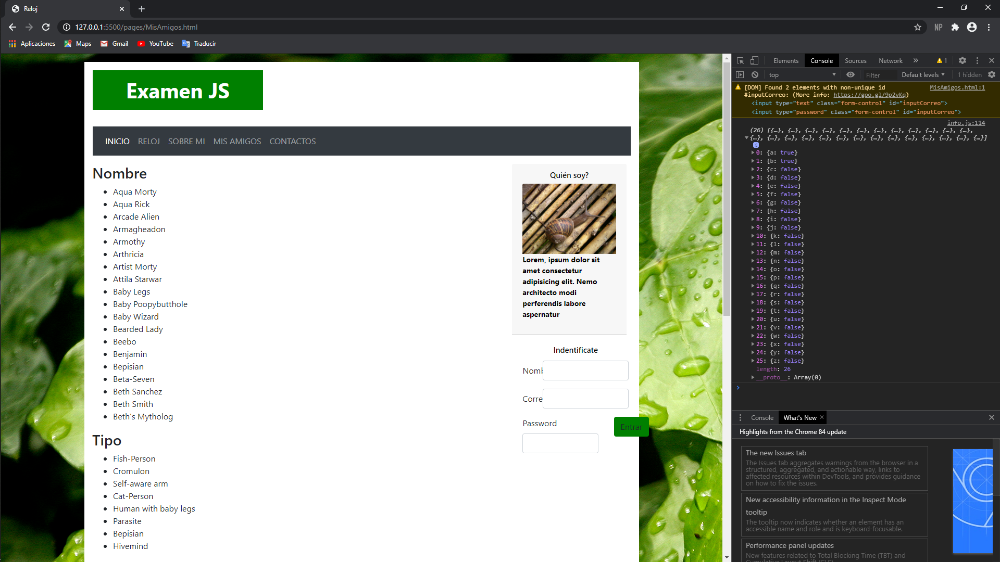 Reloj
127.0.0.1:5500/pages/MisAmigos.html
NP
Aplicaciones Maps Gmail YouTube Traducir
Examen JS
INICIO RELOJ SOBRE MI MIS AMIGOS CONTACTOS
Nombre
Aqua Morty
Aqua Rick
Arcade Alien
Armagheadon
Armothy
Arthricia
Artist Morty
Attila Starwar
Baby Legs
Baby Poopybutthole
Baby Wizard
Bearded Lady
Beebo
Benjamin
Bepisian
Beta-Seven
Beth Sanchez
Beth Smith
Beth's Mytholog
Tipo
Fish-Person
Cromulon
Self-aware arm
Cat-Person
Human with baby legs
Parasite
Bepisian
Hivemind
Quién soy?
Lorem, ipsum dolor sit
amet consectetur
adipisicing elit. Nemo
architecto modi
perferendis labore
aspernatur
Indentificate
Nomb
Corre
Password
Entrar
Elements Console Sources Network » 1
top Filter Default levels 1 hidden
[DOM] Found 2 elements with non-unique id MisAmigos.html:1
#inputCorreo: (More info: https://goo.gl/9p2vKq)
<input type="text" class="form-control" id="inputCorreo">
<input type="password" class="form-control" id="inputCorreo">
info.js:114
(26) [{…}, {…}, {…}, {…}, {…}, {…}, {…}, {…}, {…}, {…}, {…}, {…},
{…}, {…}, {…}, {…}, {…}, {…}, {…}, {…}, {…}, {…}, {…}, {…}, {…}, {…}]
i
0: {a: true}
1: {b: true}
2: {c: false}
3: {d: false}
4: {e: false}
5: {f: false}
6: {g: false}
7: {h: false}
8: {i: false}
9: {j: false}
10: {k: false}
11: {l: false}
12: {m: false}
13: {n: false}
14: {o: false}
15: {p: false}
16: {q: false}
17: {r: false}
18: {s: false}
19: {t: false}
20: {u: false}
21: {v: false}
22: {w: false}
23: {x: false}
24: {y: false}
25: {z: false}
length: 26
__proto__: Array(0)
Console What's New
Highlights from the Chrome 84 update
The new Issues tab
The Issues tab aggregates warnings from the browser in a
structured, aggregated, and actionable way, links to
affected resources within DevTools, and provides guidance
on how to fix the issues.
New accessibility information in the Inspect Mode
tooltip
The tooltip now indicates whether an element has an
accessible name and role and is keyboard-focusable.
Performance panel updates
New features related to Total Blocking Time (TBT) and
Cumulative Layout Shift (CLS)